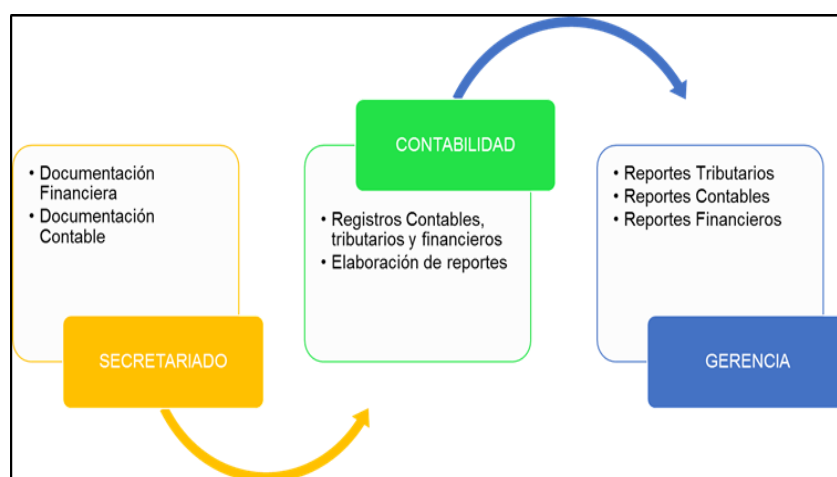 • Documentación
Financiera
• Documentación
Contable
SECRETARIADO
CONTABILIDAD
• Registros Contables,
tributarios y financieros
• Elaboración de reportes
• Reportes Tributarios
• Reportes Contables
• Reportes Financieros
GERENCIA